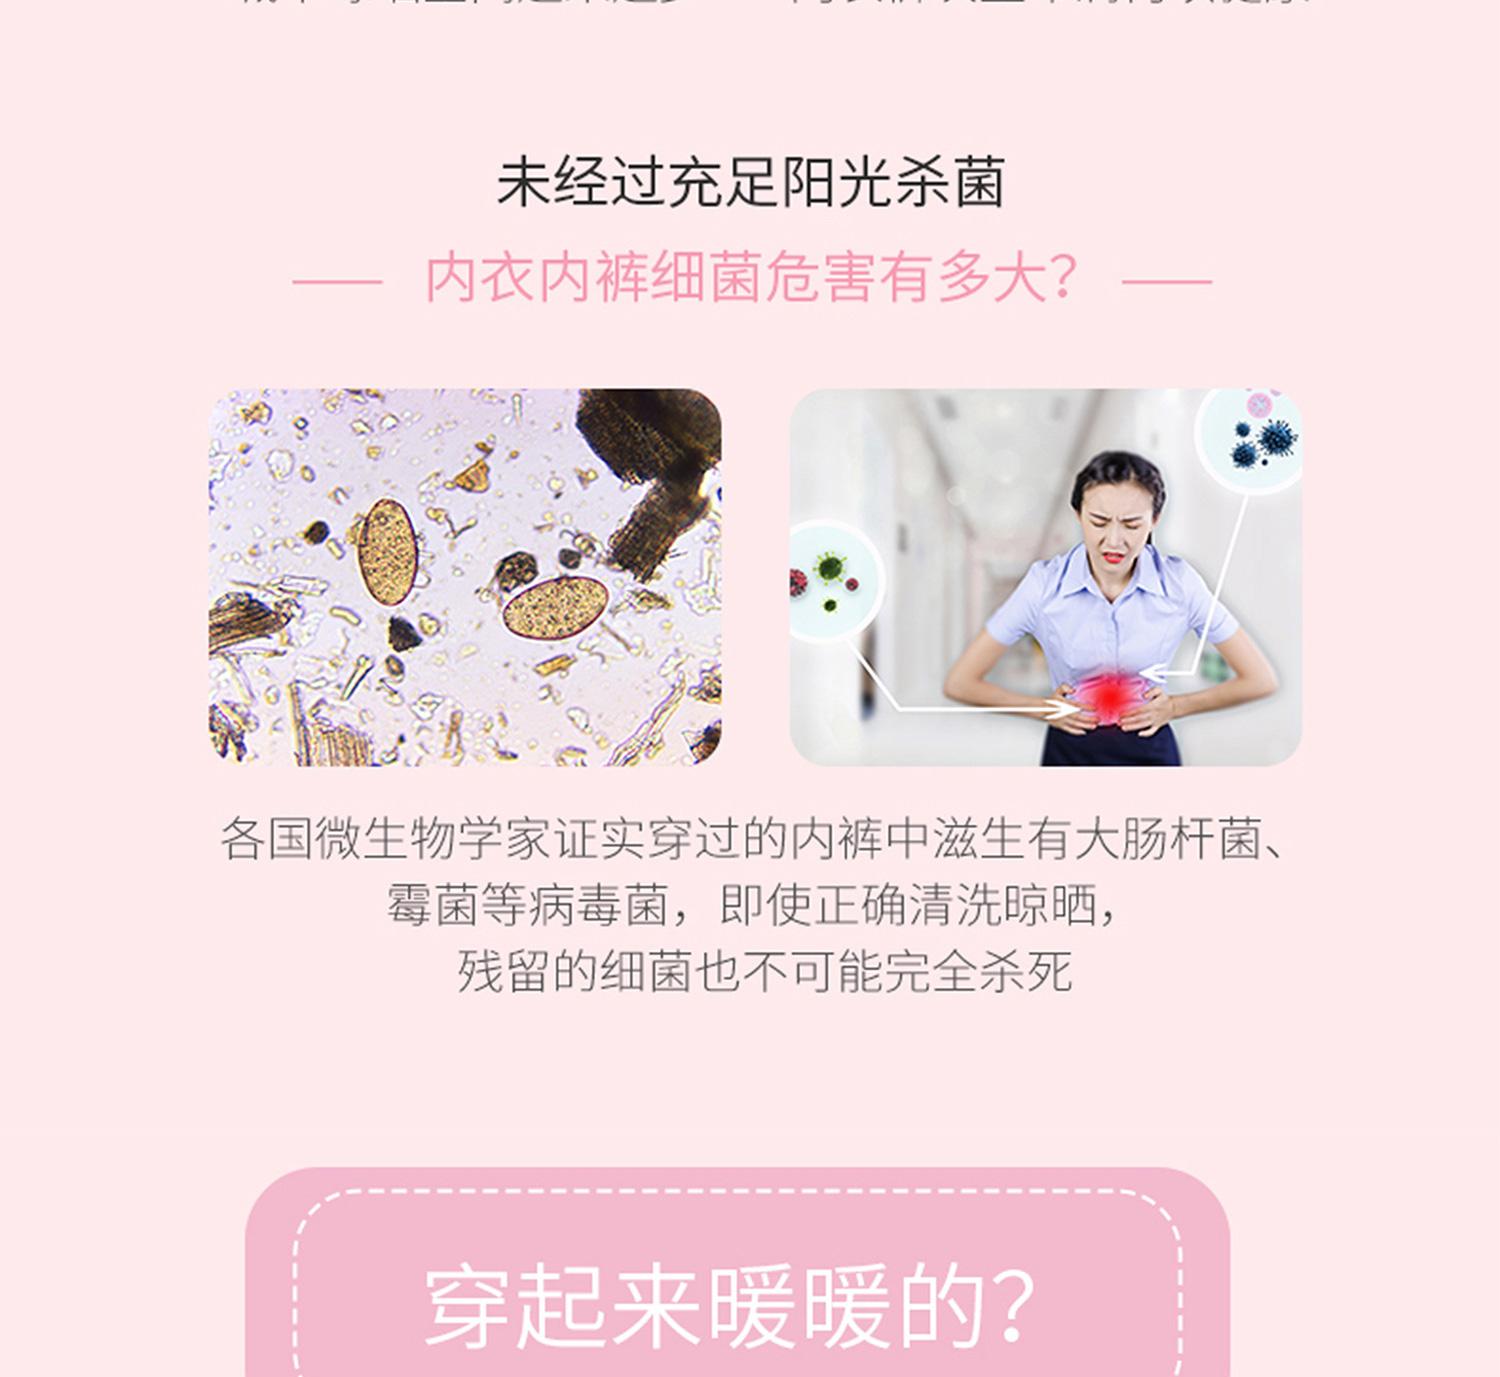 未经过充足阳光杀菌
内衣内裤细菌危害有多大？
各国微生物学家证实穿过的内裤中滋生有大肠杆菌、
霉菌等病毒菌，即使正确清洗晾晒，
残留的细菌也不可能完全杀死
穿起来暖暖的？